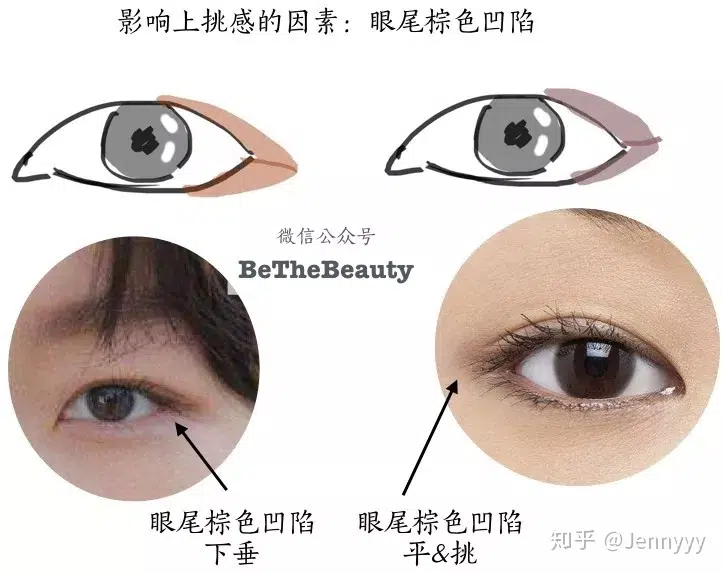 影响上挑感的因素：眼尾棕色凹陷
微信公众号
BeTheBeauty
眼尾棕色凹陷
下垂
眼尾棕色凹陷
平&挑
知乎 @Jennyyy